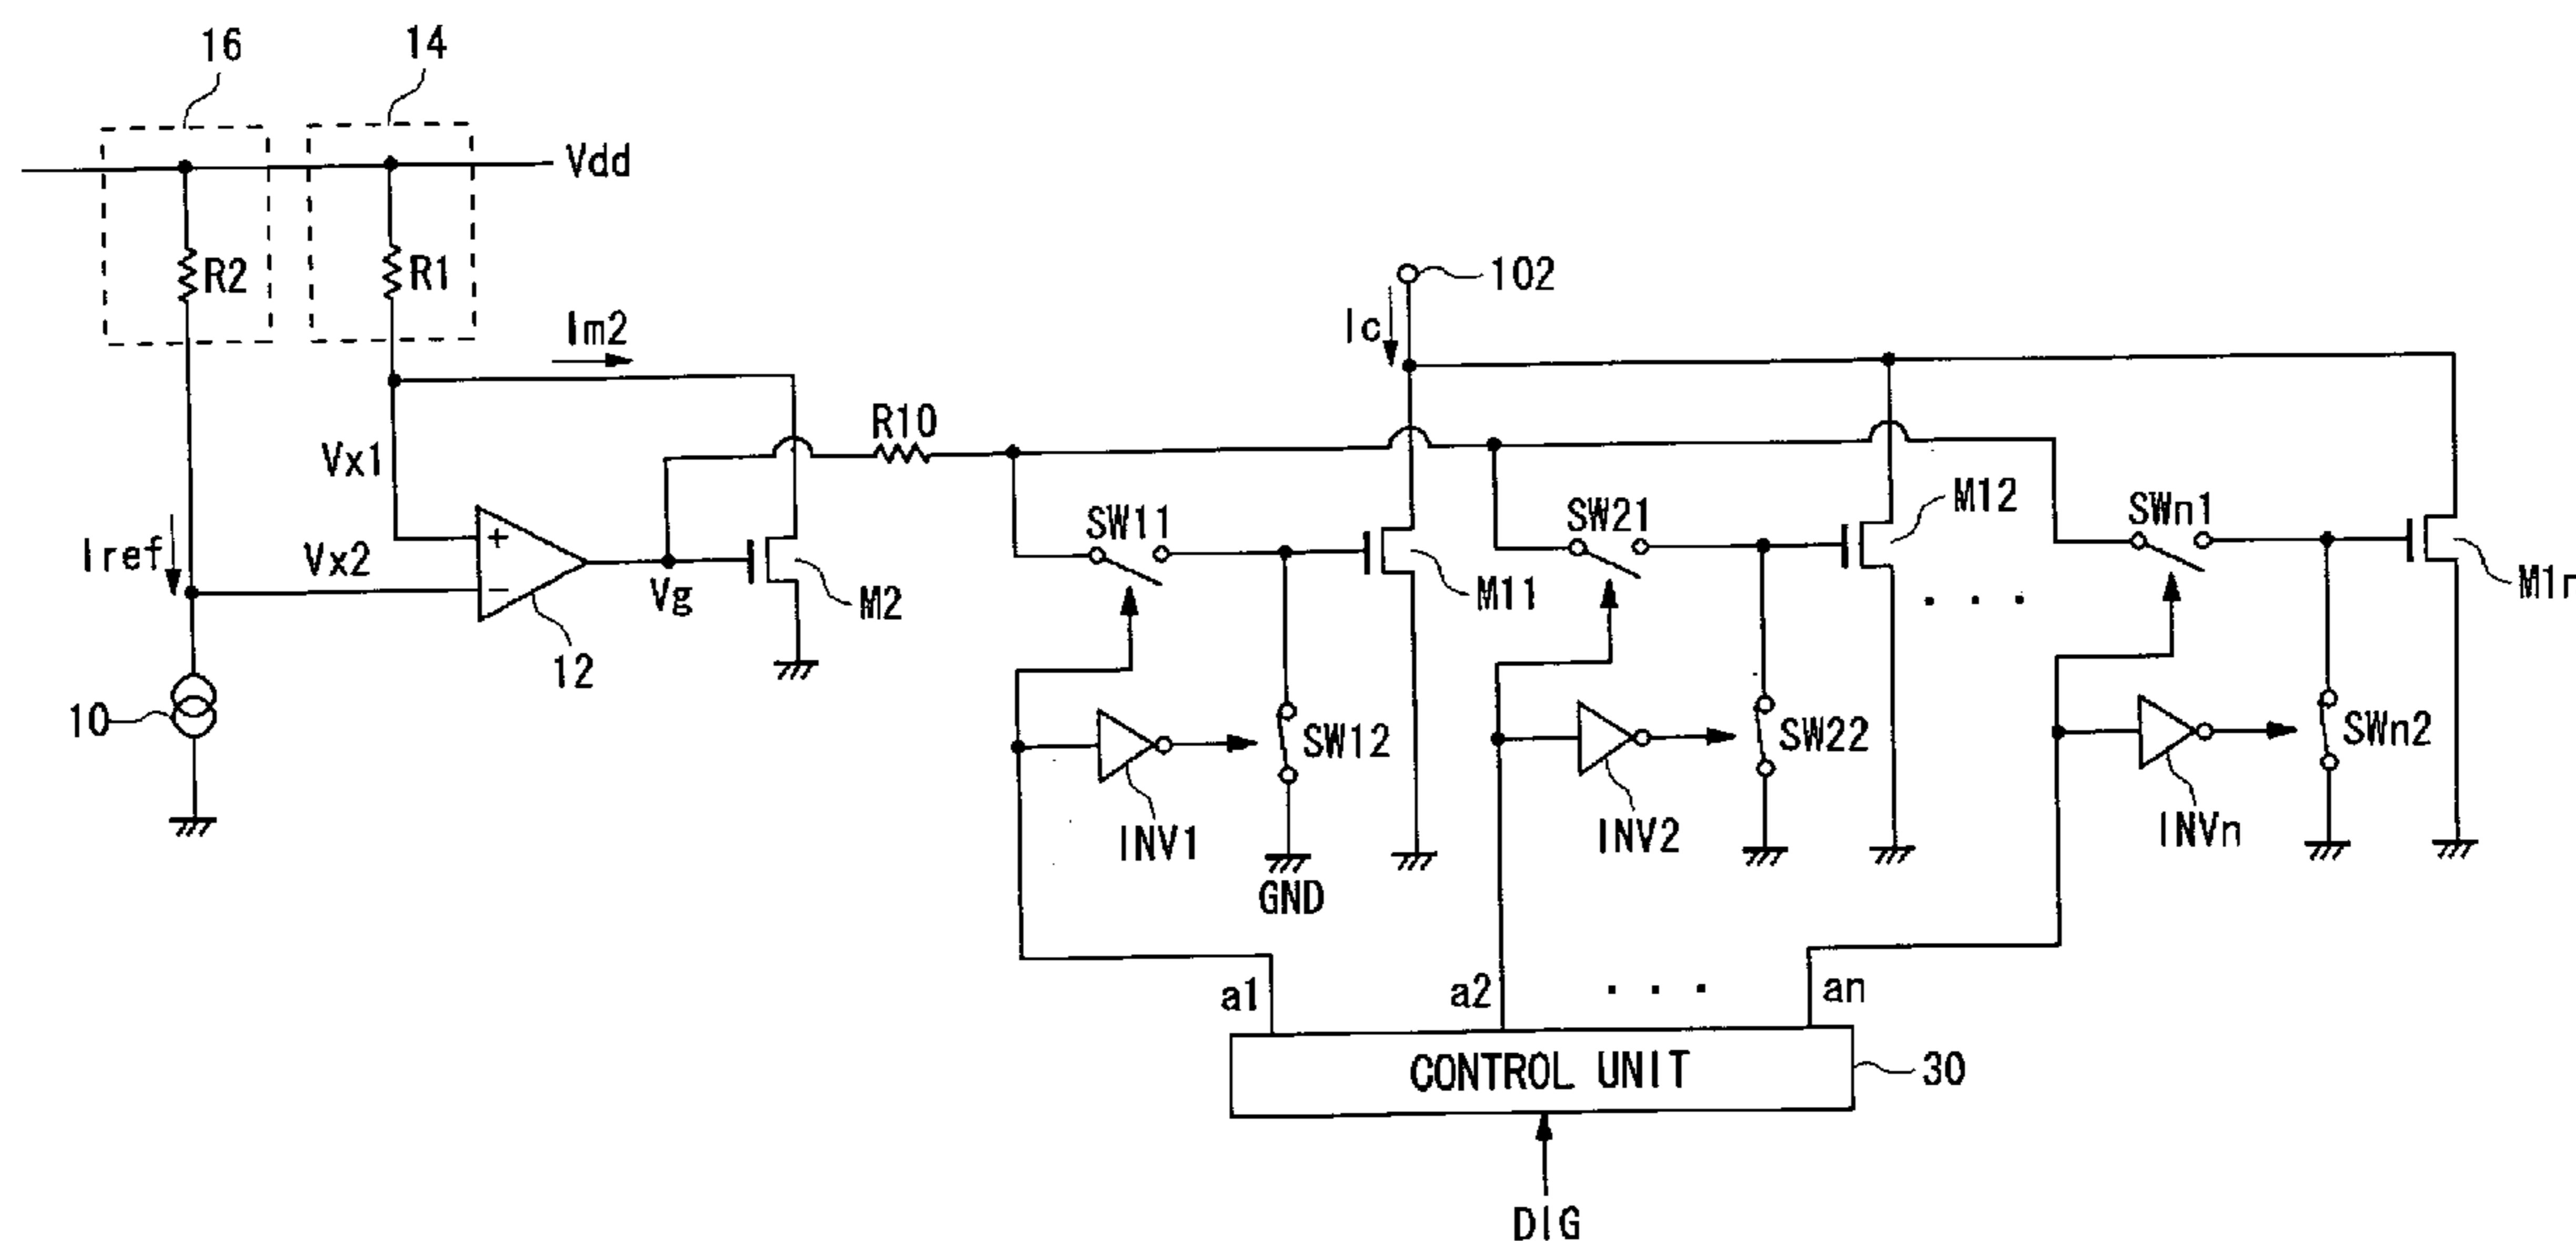 16
14
Vdd
R2
R1
102
Im2
Ic
R10
Vx1
SW11
SW21
M12
SWn1
Iref
Vx2
Vg
M2
M11
M1n
12
10
SW12
SW22
SWn2
INV1
INV2
INVn
GND
a1
a2
. . .
an
CONTROL UNIT
30
DIG